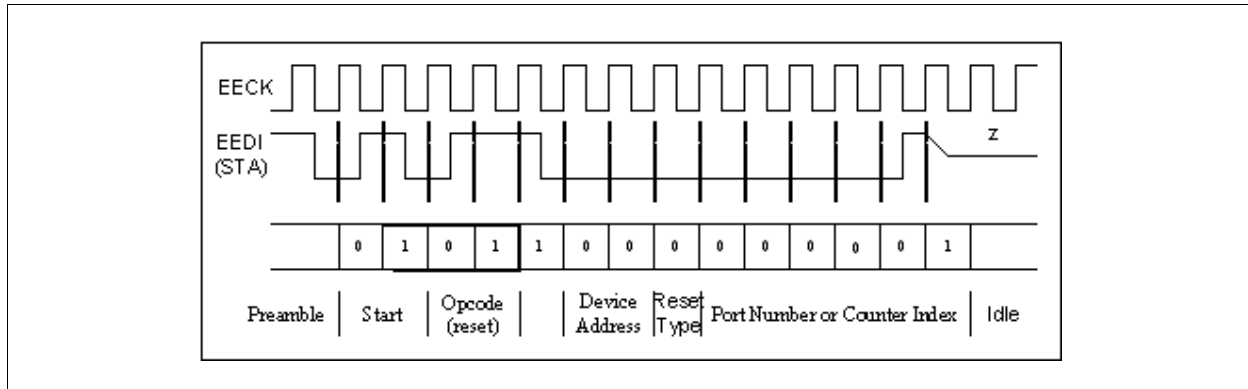 EECK
EEDI
(STA)
z
0 1 0 1 1 0 0 0 0 0 0 0 0 1
Preamble
Start
Opcode
(reset)
Device
Address
Reset
Type
Port Number or Counter Index
Idle